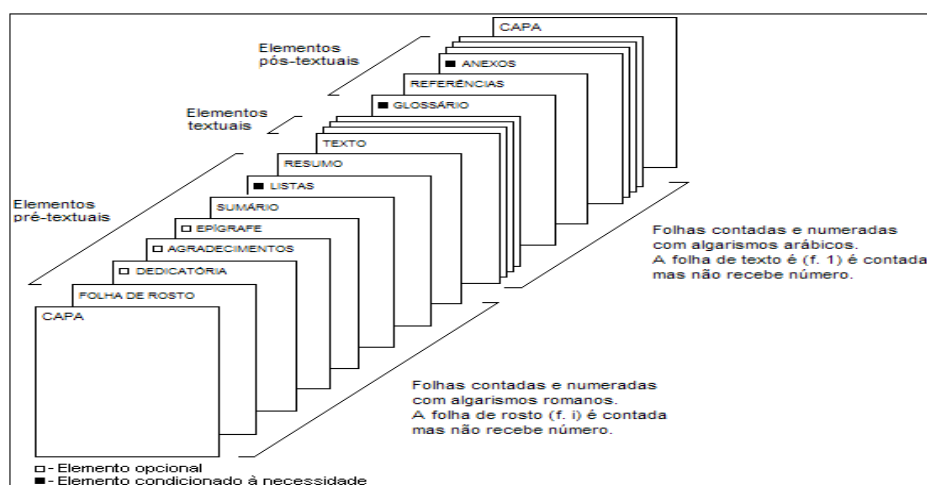 CAPA
Elementos
pós-textuais
■ ANEXOS
REFERÊNCIAS
■ GLOSSÁRIO
Elementos
textuais
TEXTO
RESUMO
■ LISTAS
Elementos
pré-textuais
SUMÁRIO
□ EPÍGRAFE
□ AGRADECIMENTOS
□ DEDICATÓRIA
FOLHA DE ROSTO
CAPA
Folhas contadas e numeradas
com algarismos arábicos.
A folha de texto é (f. 1) é contada
mas não recebe número.
Folhas contadas e numeradas
com algarismos romanos.
A folha de rosto (f. i) é contada
mas não recebe número.
□ - Elemento opcional
■ - Elemento condicionado à necessidade